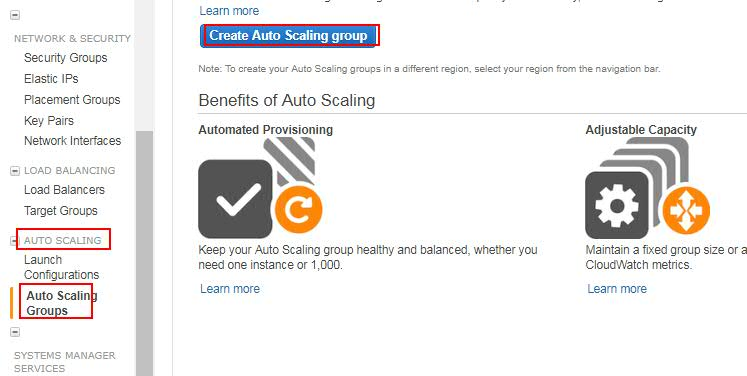 NETWORK & SECURITY
Security Groups
Elastic IPs
Placement Groups
Key Pairs
Network Interfaces
LOAD BALANCING
Load Balancers
Target Groups
AUTO SCALING
Launch
Configurations
Auto Scaling
Groups
SYSTEMS MANAGER
SERVICES
Learn more
Create Auto Scaling group
Note: To create your Auto Scaling groups in a different region, select your region from the navigation bar.
Benefits of Auto Scaling
Automated Provisioning
Keep your Auto Scaling group healthy and balanced, whether you
need one instance or 1,000.
Learn more
Adjustable Capacity
Maintain a fixed group size or a
CloudWatch metrics.
Learn more